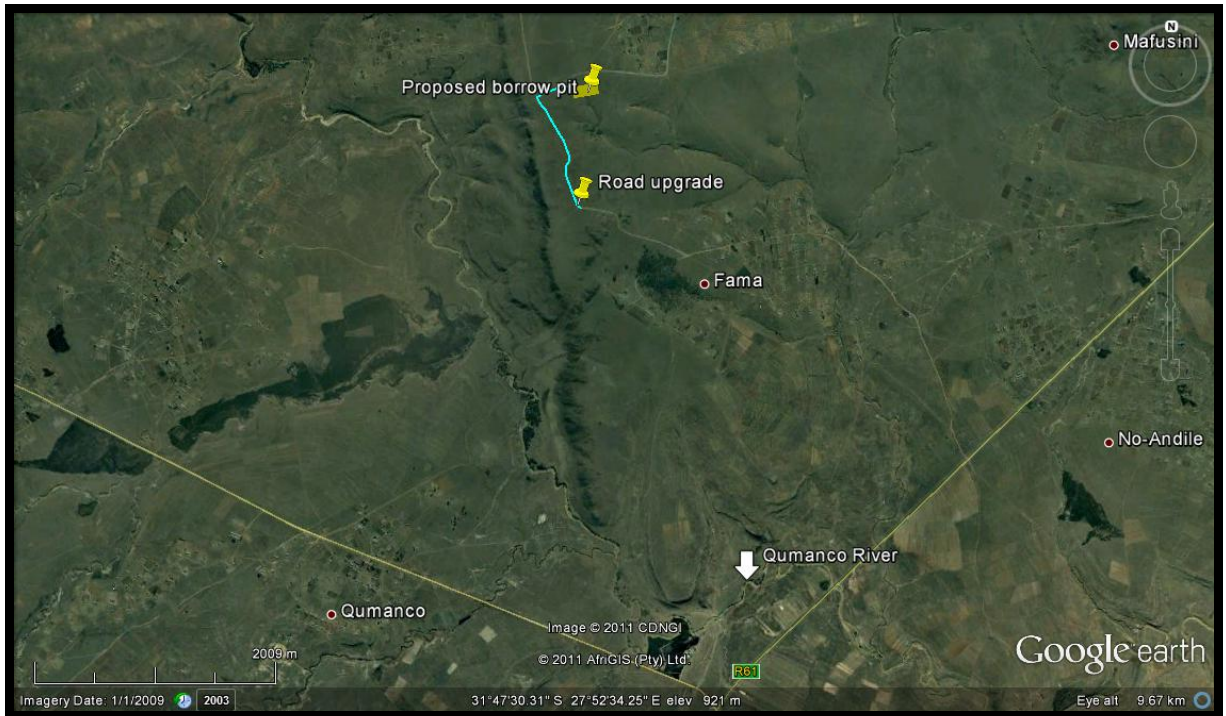 N
Mafusini
Proposed borrow pit
Road upgrade
Fama
No-Andile
Qumanco River
Qumanco
Image © 2011 CDNGI
2009 m
© 2011 AfriGIS (Pty) Ltd.
Google earth
R61
Imagery Date: 1/1/2009 2003 31°47'30.31" S 27°52'34.25" E elev 921 m Eye alt 9.67 km